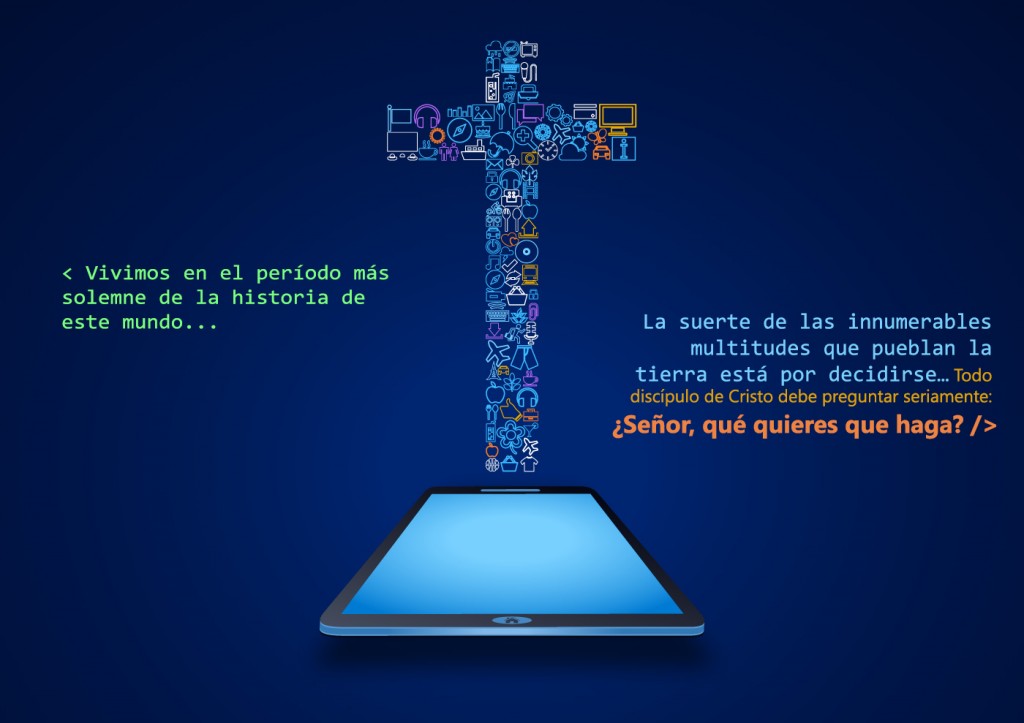 < Vivimos en el período más
solemne de la historia de
este mundo...
La suerte de las innumerables
multitudes que pueblan la
tierra está por decidirse… Todo
discípulo de Cristo debe preguntar seriamente:
¿Señor, qué quieres que haga? />